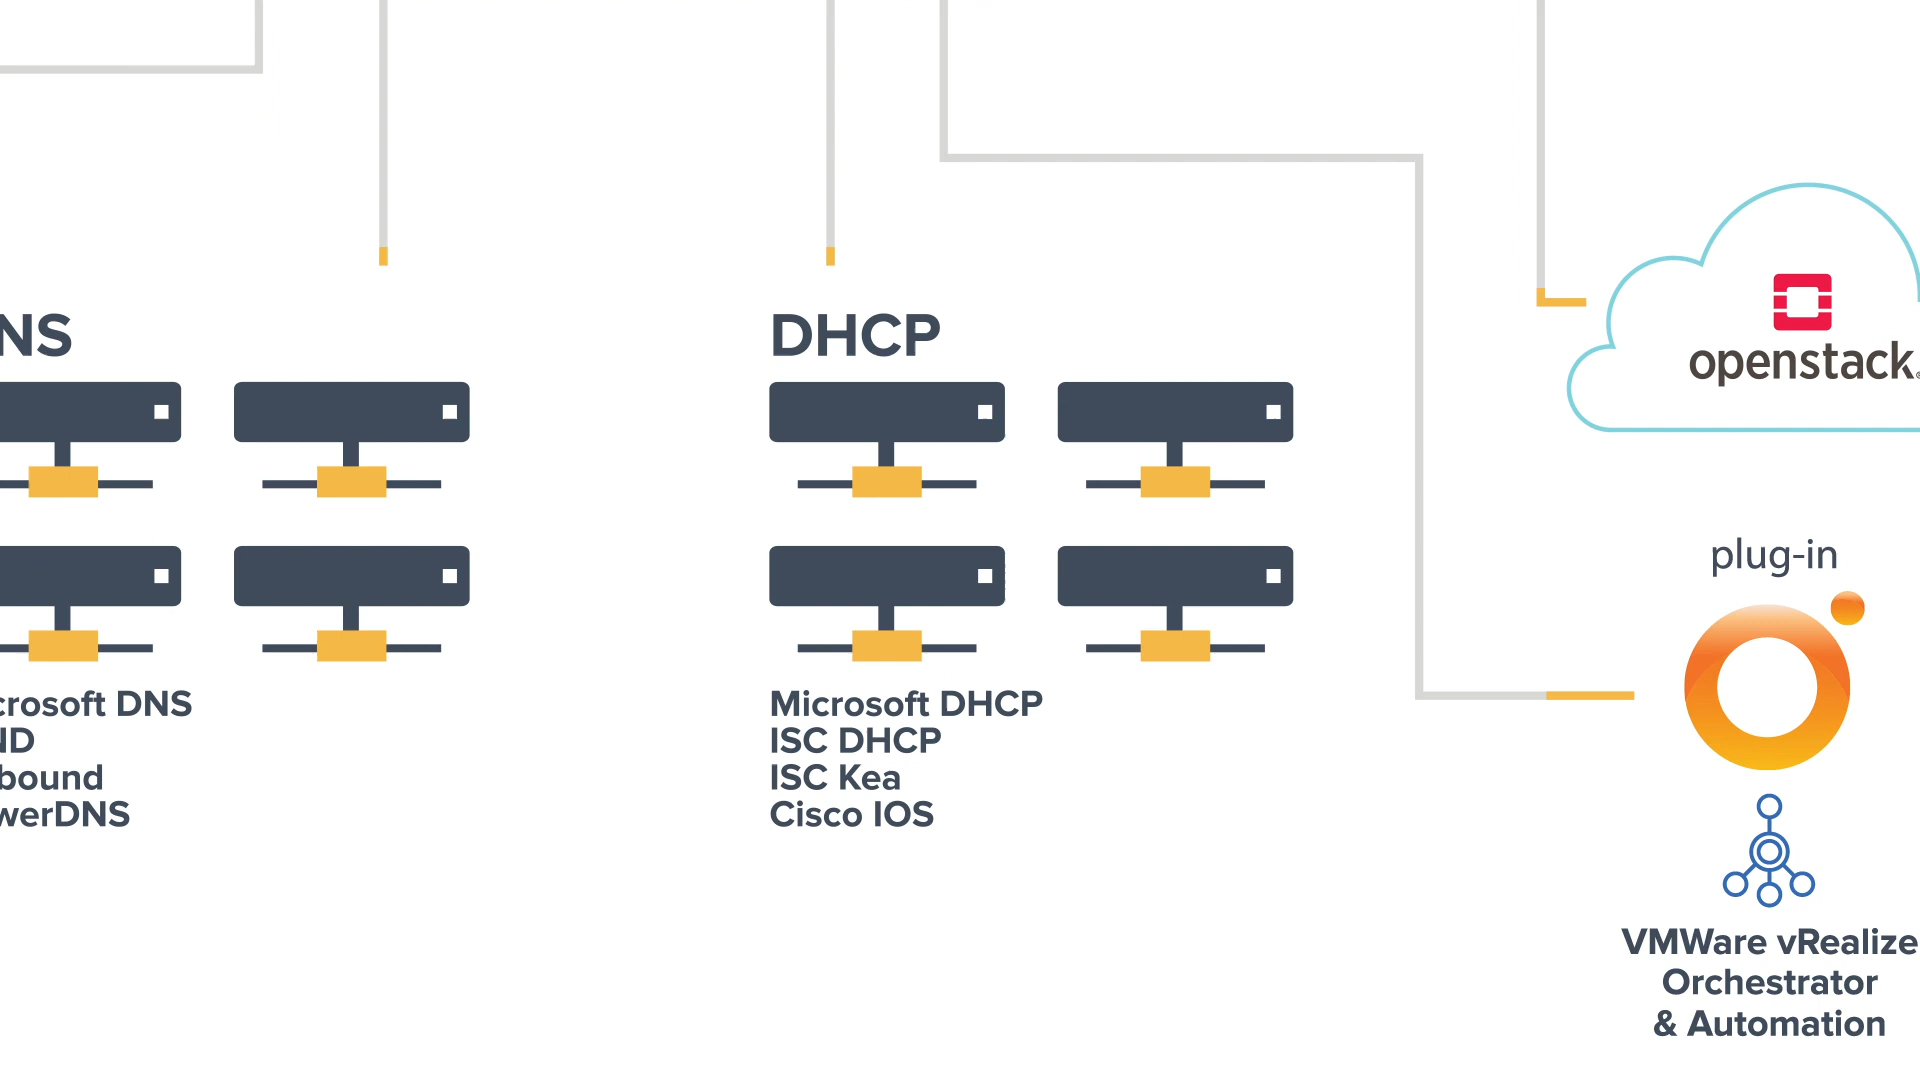 NS
DHCP
openstack
plug-in
crosoft DNS
ND
bound
werDNS
Microsoft DHCP
ISC DHCP
ISC Kea
Cisco IOS
VMWare vRealize
Orchestrator
& Automation